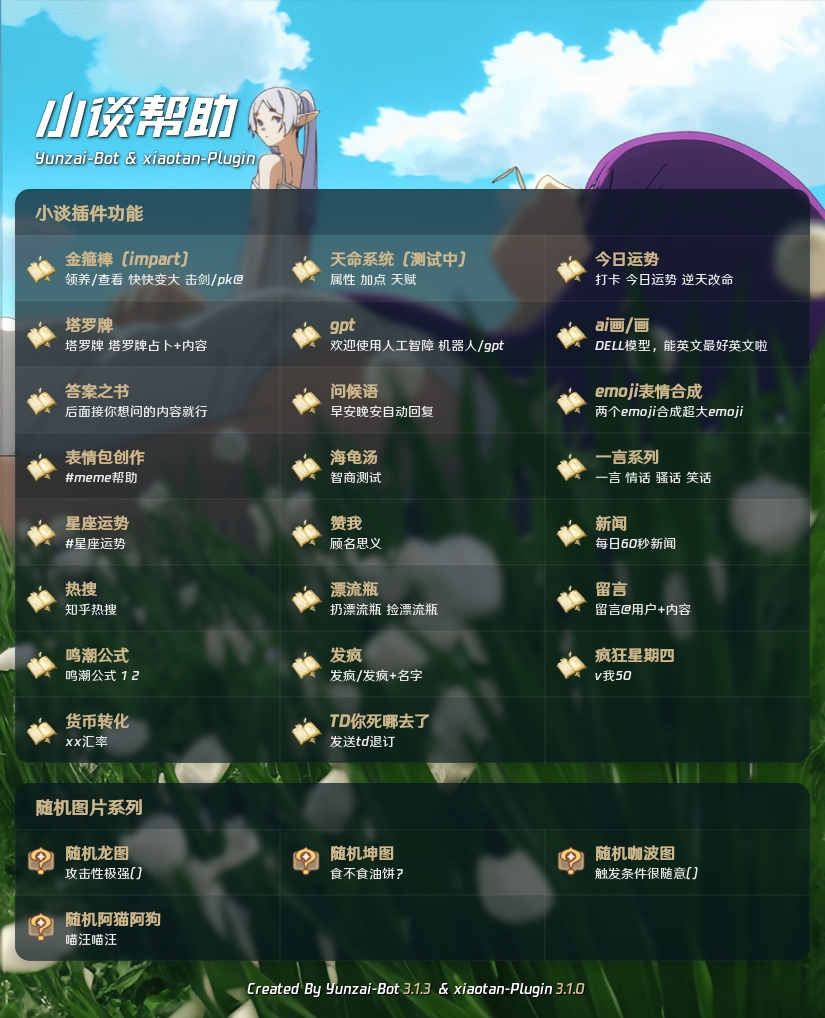 小谈帮助
Yunzai-Bot & xiaotan-Plugin
小谈插件功能
金箍棒（impart）
领养/查看 快快变大 击剑/pk@
天命系统（测试中）
属性 加点 天赋
今日运势
打卡 今日运势 逆天改命
塔罗牌
塔罗牌 塔罗牌占卜+内容
gpt
欢迎使用人工智障 机器人/gpt
ai画/画
DELL模型，能英文最好英文啦
答案之书
后面接你想问的内容就行
问候语
早安晚安自动回复
emoji表情合成
两个emoji合成超大emoji
表情包创作
#meme帮助
海龟汤
智商测试
一言系列
一言 情话 骚话 笑话
星座运势
#星座运势
赞我
顾名思义
新闻
每日60秒新闻
热搜
知乎热搜
漂流瓶
扔漂流瓶 捡漂流瓶
留言
留言@用户+内容
鸣潮公式
鸣潮公式 1 2
发疯
发疯/发疯+名字
疯狂星期四
v我50
货币转化
xx汇率
TD你死哪去了
发送td退订
随机图片系列
随机龙图
攻击性极强()
随机坤图
食不食油饼?
随机咖波图
触发条件很随意()
随机阿猫阿狗
喵汪喵汪
Created By Yunzai-Bot 3.1.3 & xiaotan-Plugin 3.1.0